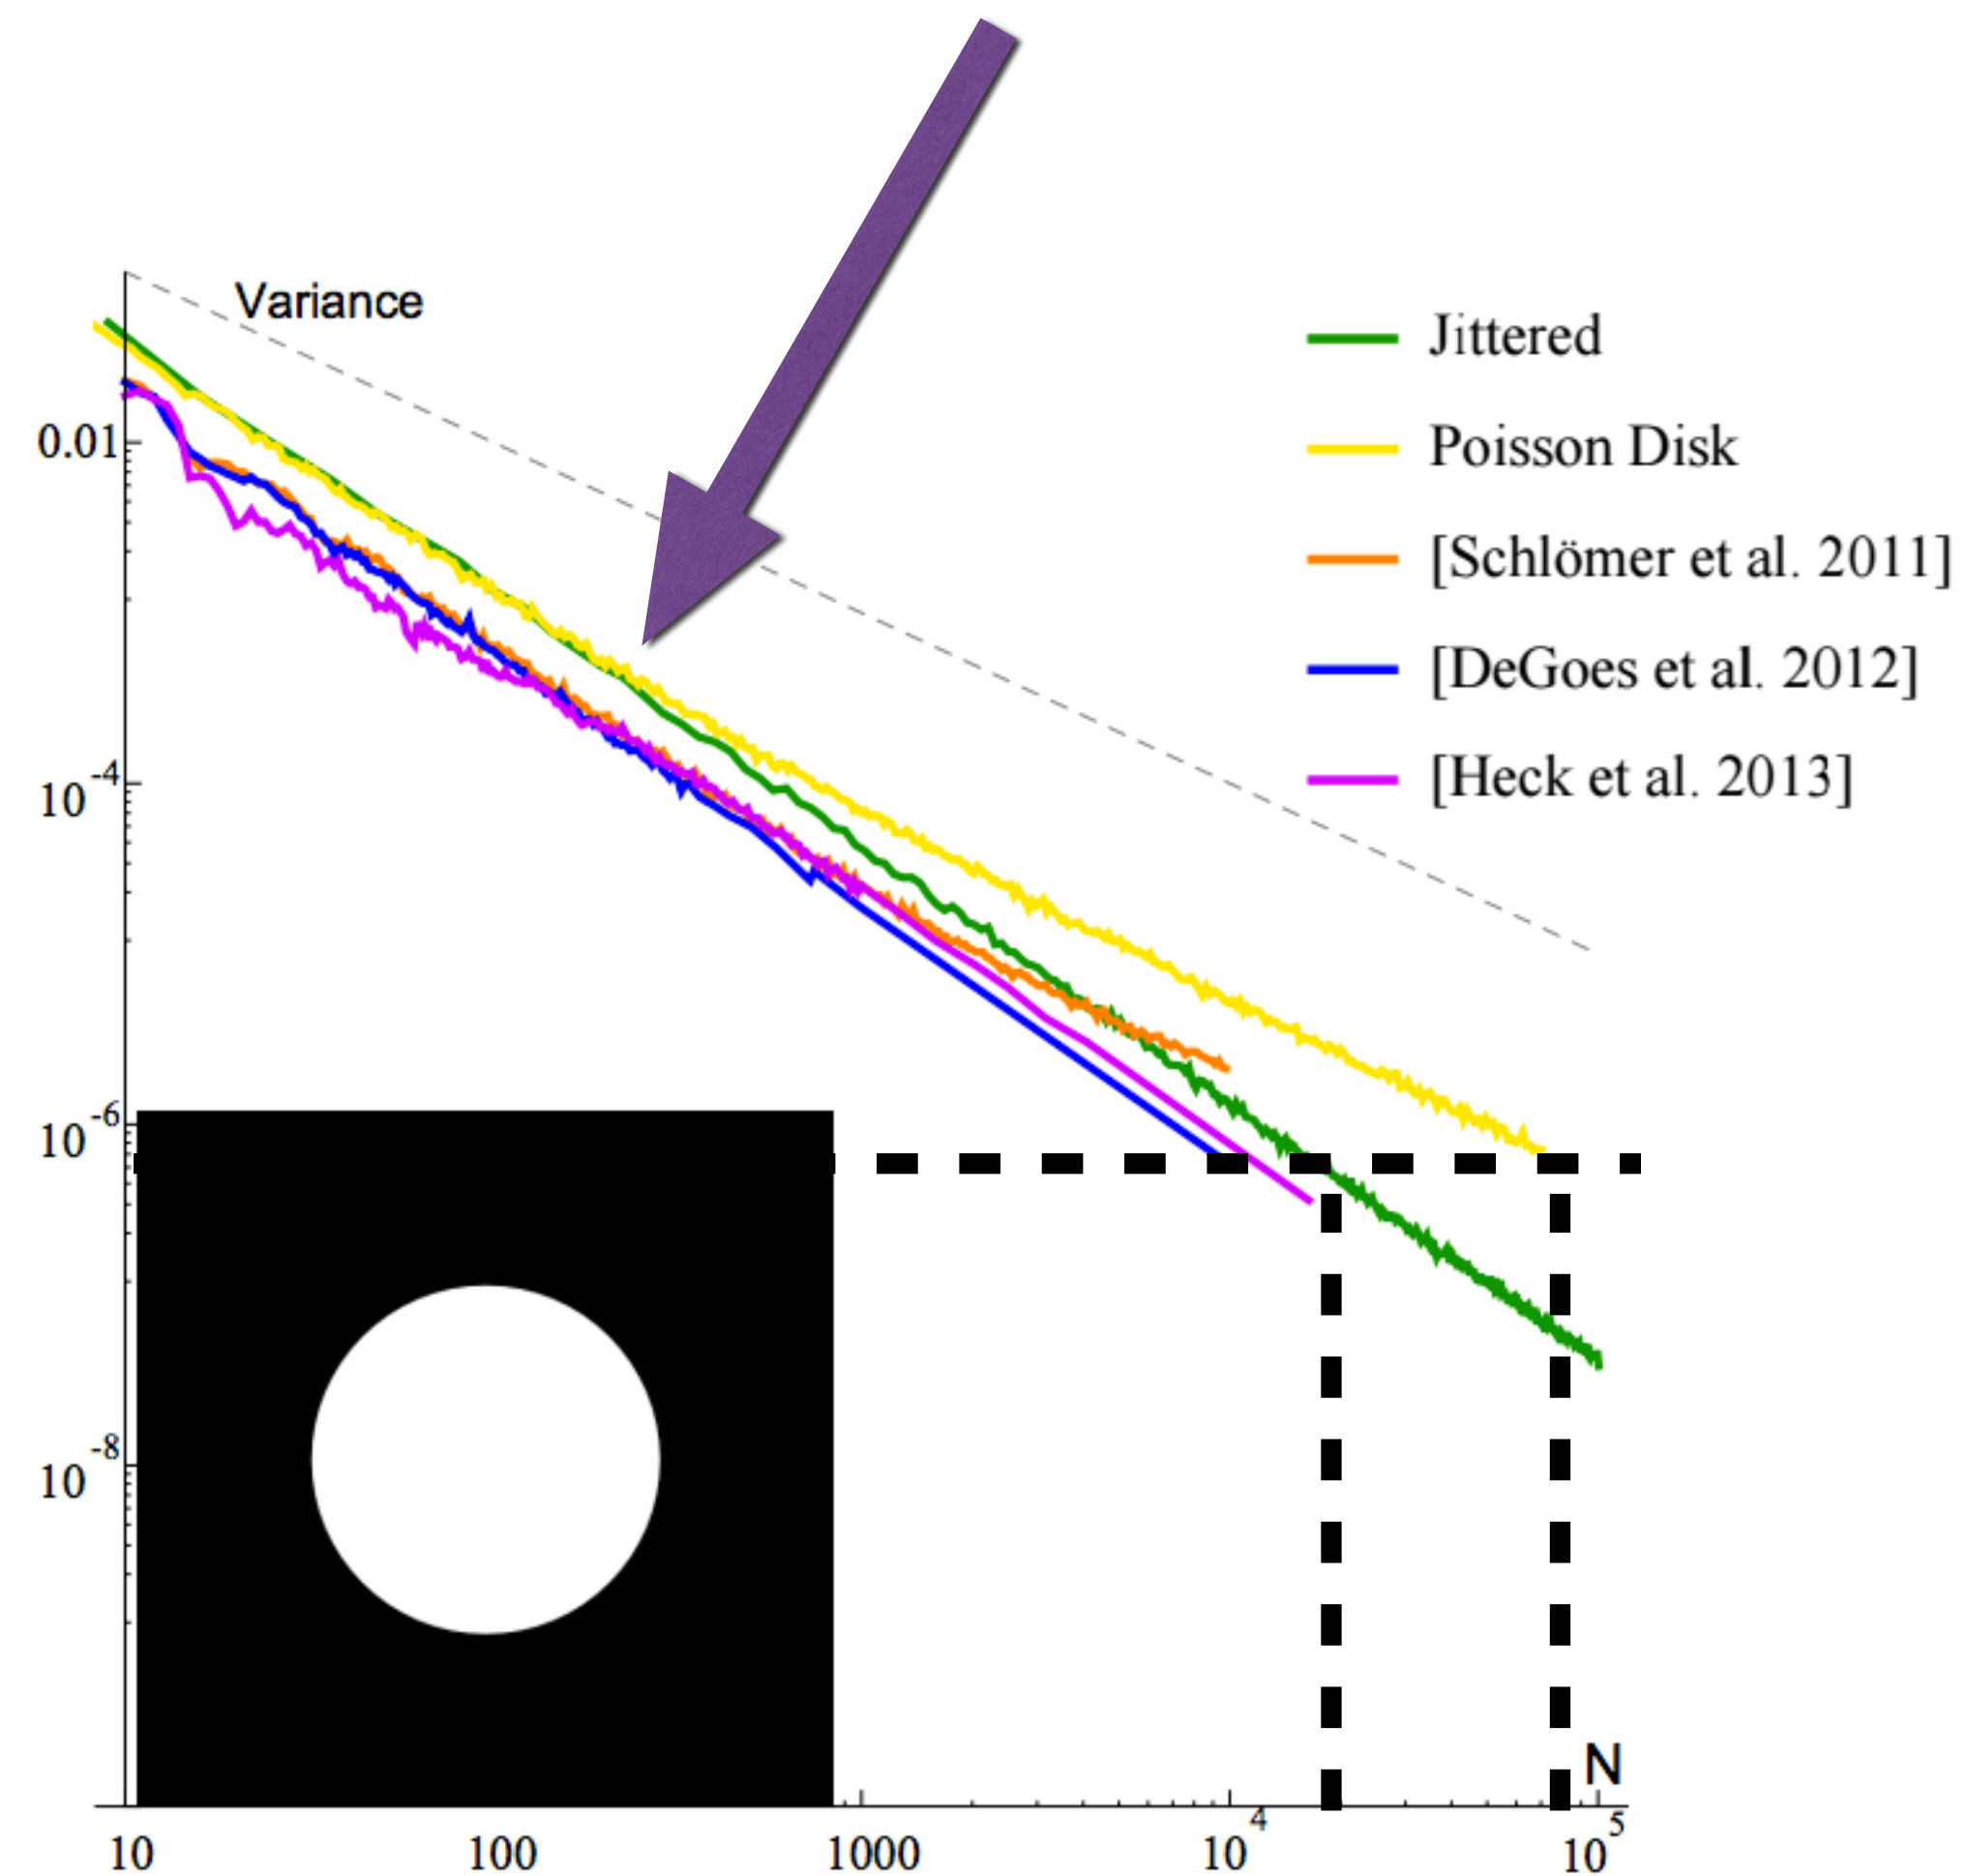 Variance
Jittered
Poisson Disk
[Schlömer et al. 2011]
[DeGoes et al. 2012]
[Heck et al. 2013]
0.01
10^-4
10^-6
10^-8
N
10 100 1000 10^4 10^5